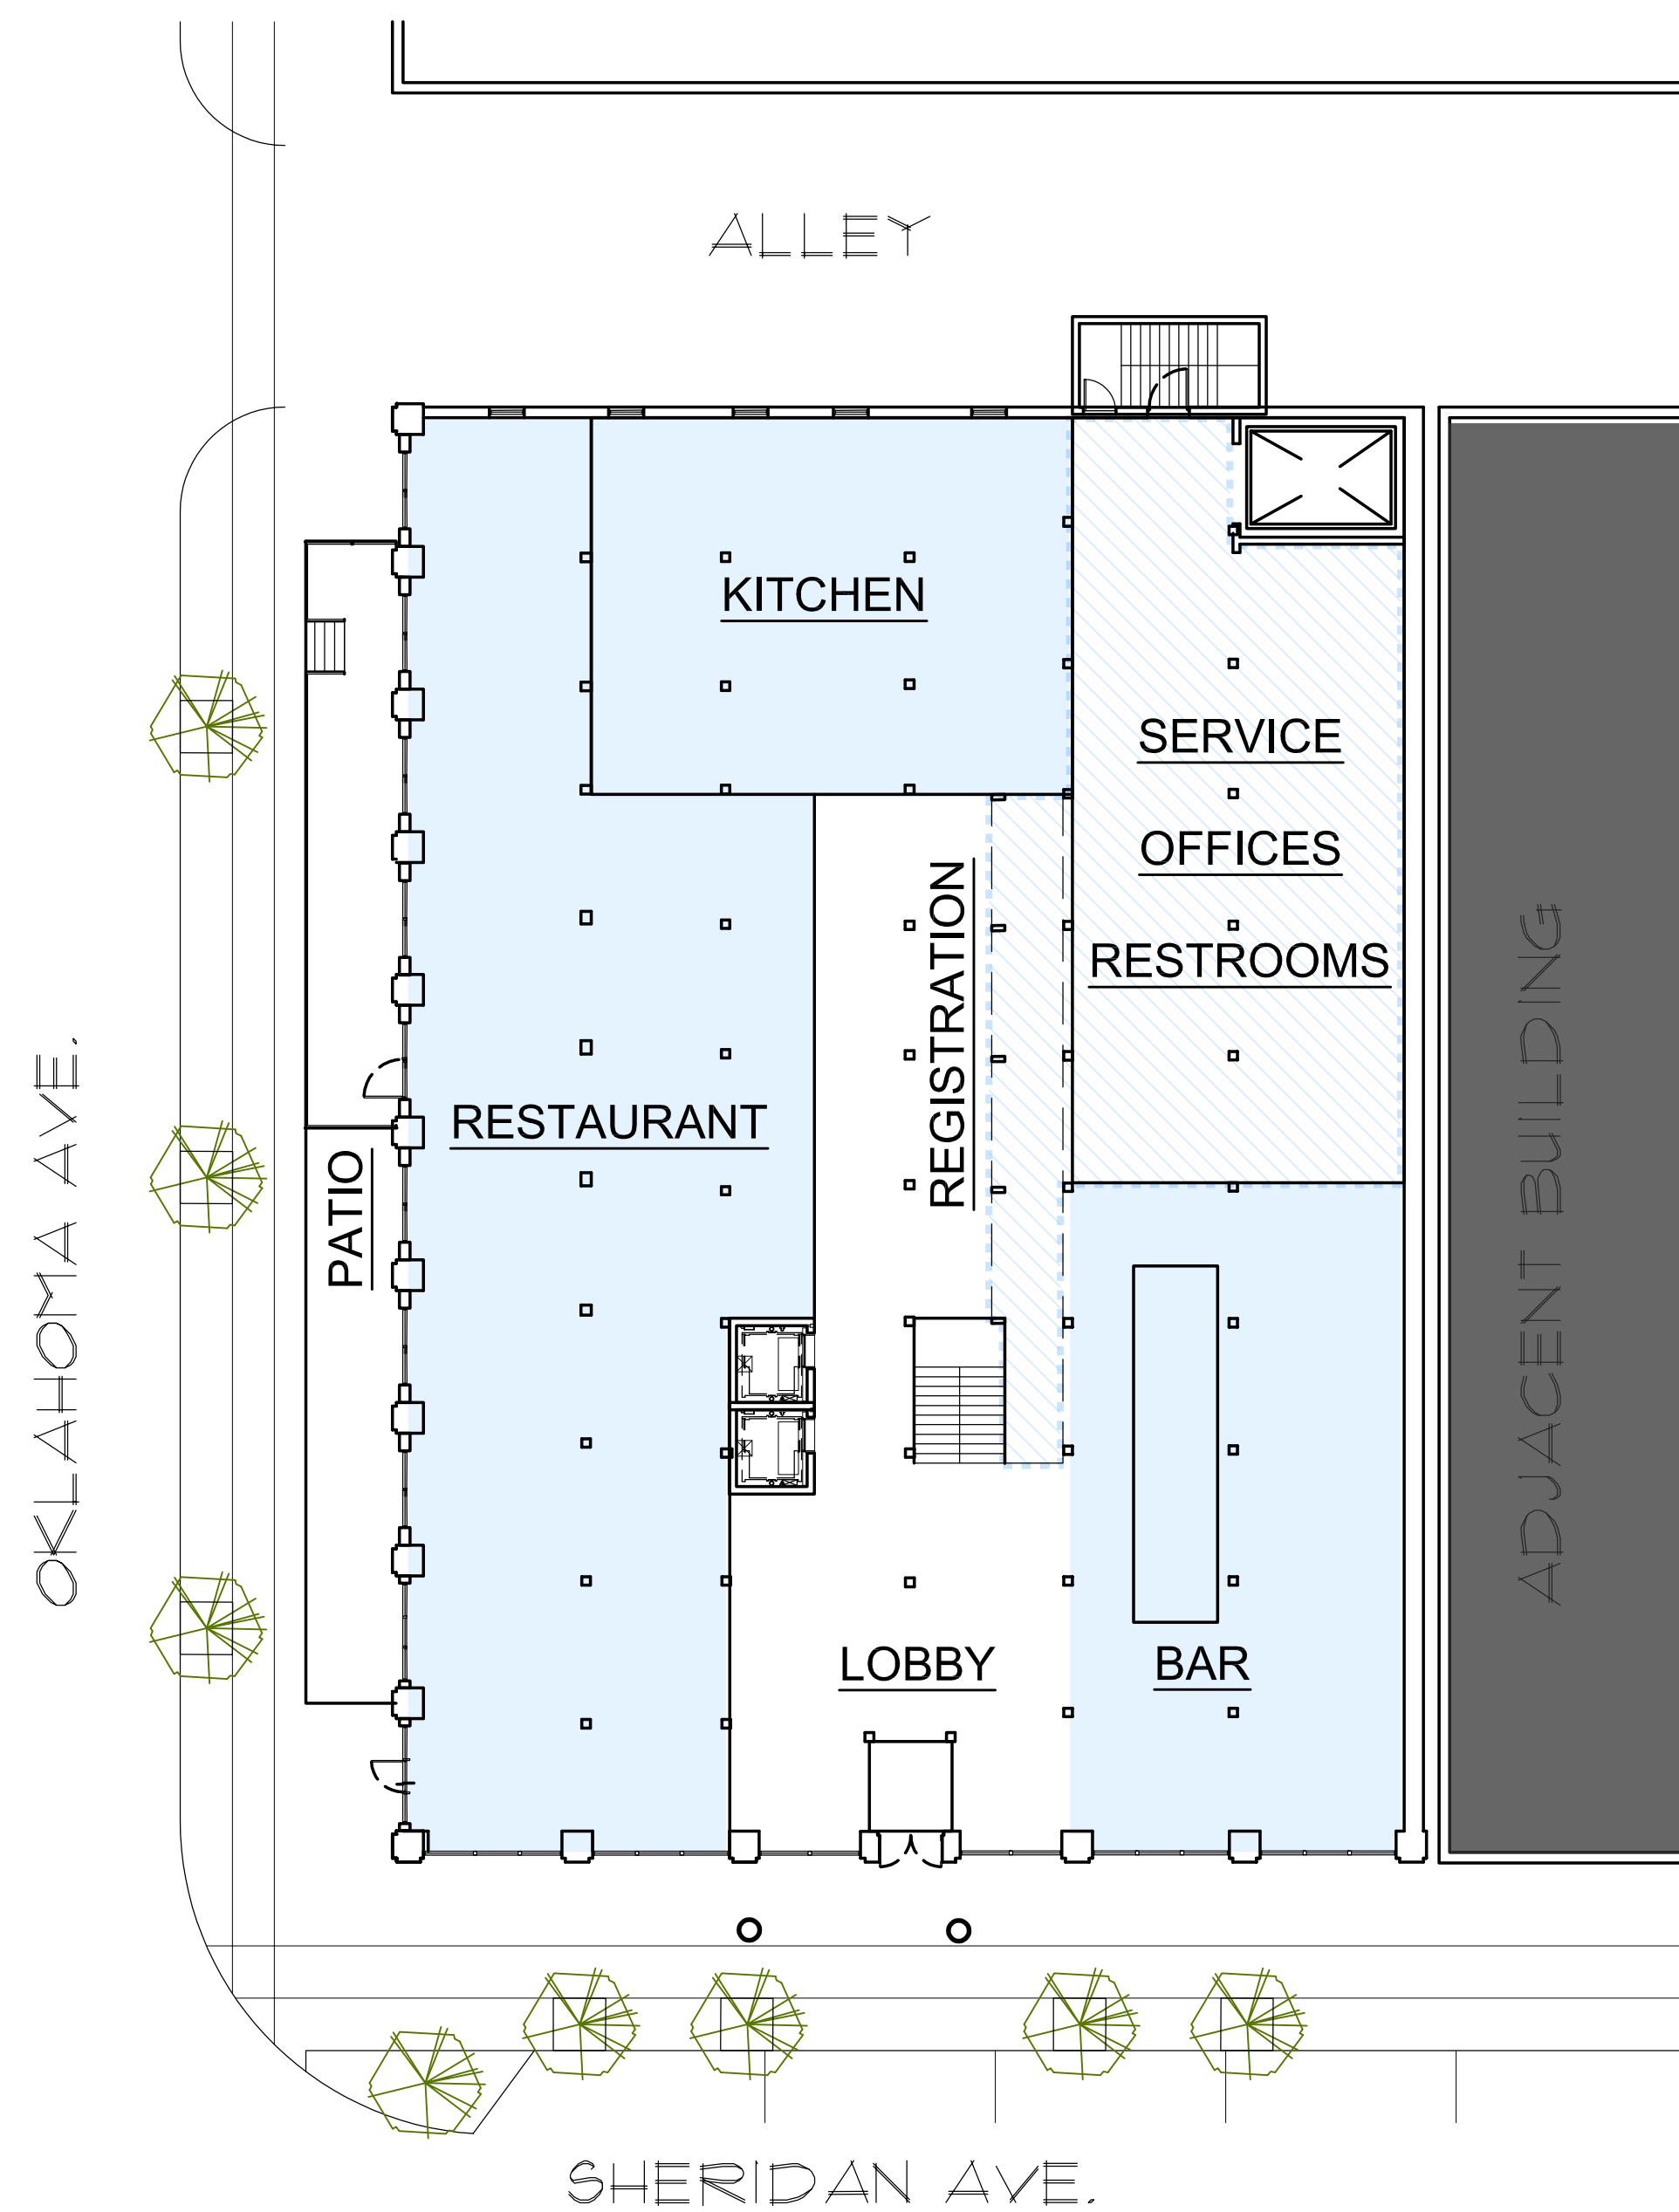 ALLEY
KITCHEN
SERVICE
OFFICES
RESTROOMS
REGISTRATION
RESTAURANT
PATIO
OKLAHOMA AVE.
ADJACENT BUILDING
LOBBY
BAR
SHERIDAN AVE.